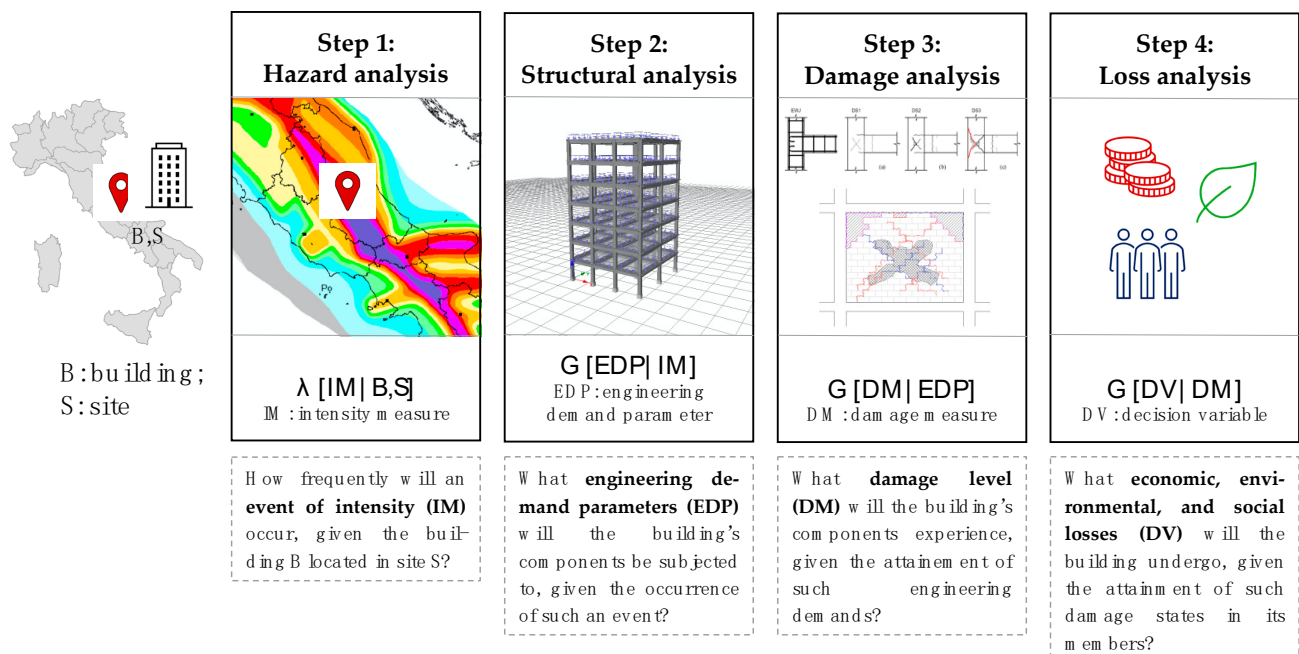 B,S
B: building;
S: site
Step 1:
Hazard analysis
λ [IM| B,S]
IM: intensity measure
How frequently will an
event of intensity (IM)
occur, given the buil-
ding B located in site S?
Step 2:
Structural analysis
G [EDP| IM]
EDP: engineering
demand parameter
What engineering de-
mand parameters (EDP)
will the building's
components be subjected
to, given the occurrence
of such an event?
Step 3:
Damage analysis
DS1
DS2
DS3
(a)
(b)
(c)
G [DM| EDP]
DM: damage measure
What damage level
(DM) will the building's
components experience,
given the attainement of
such engineering
demands?
Step 4:
Loss analysis
G [DV| DM]
DV: decision variable
What economic, envi-
ronmental, and social
losses (DV) will the
building undergo, given
the attainment of such
damage states in its
members?